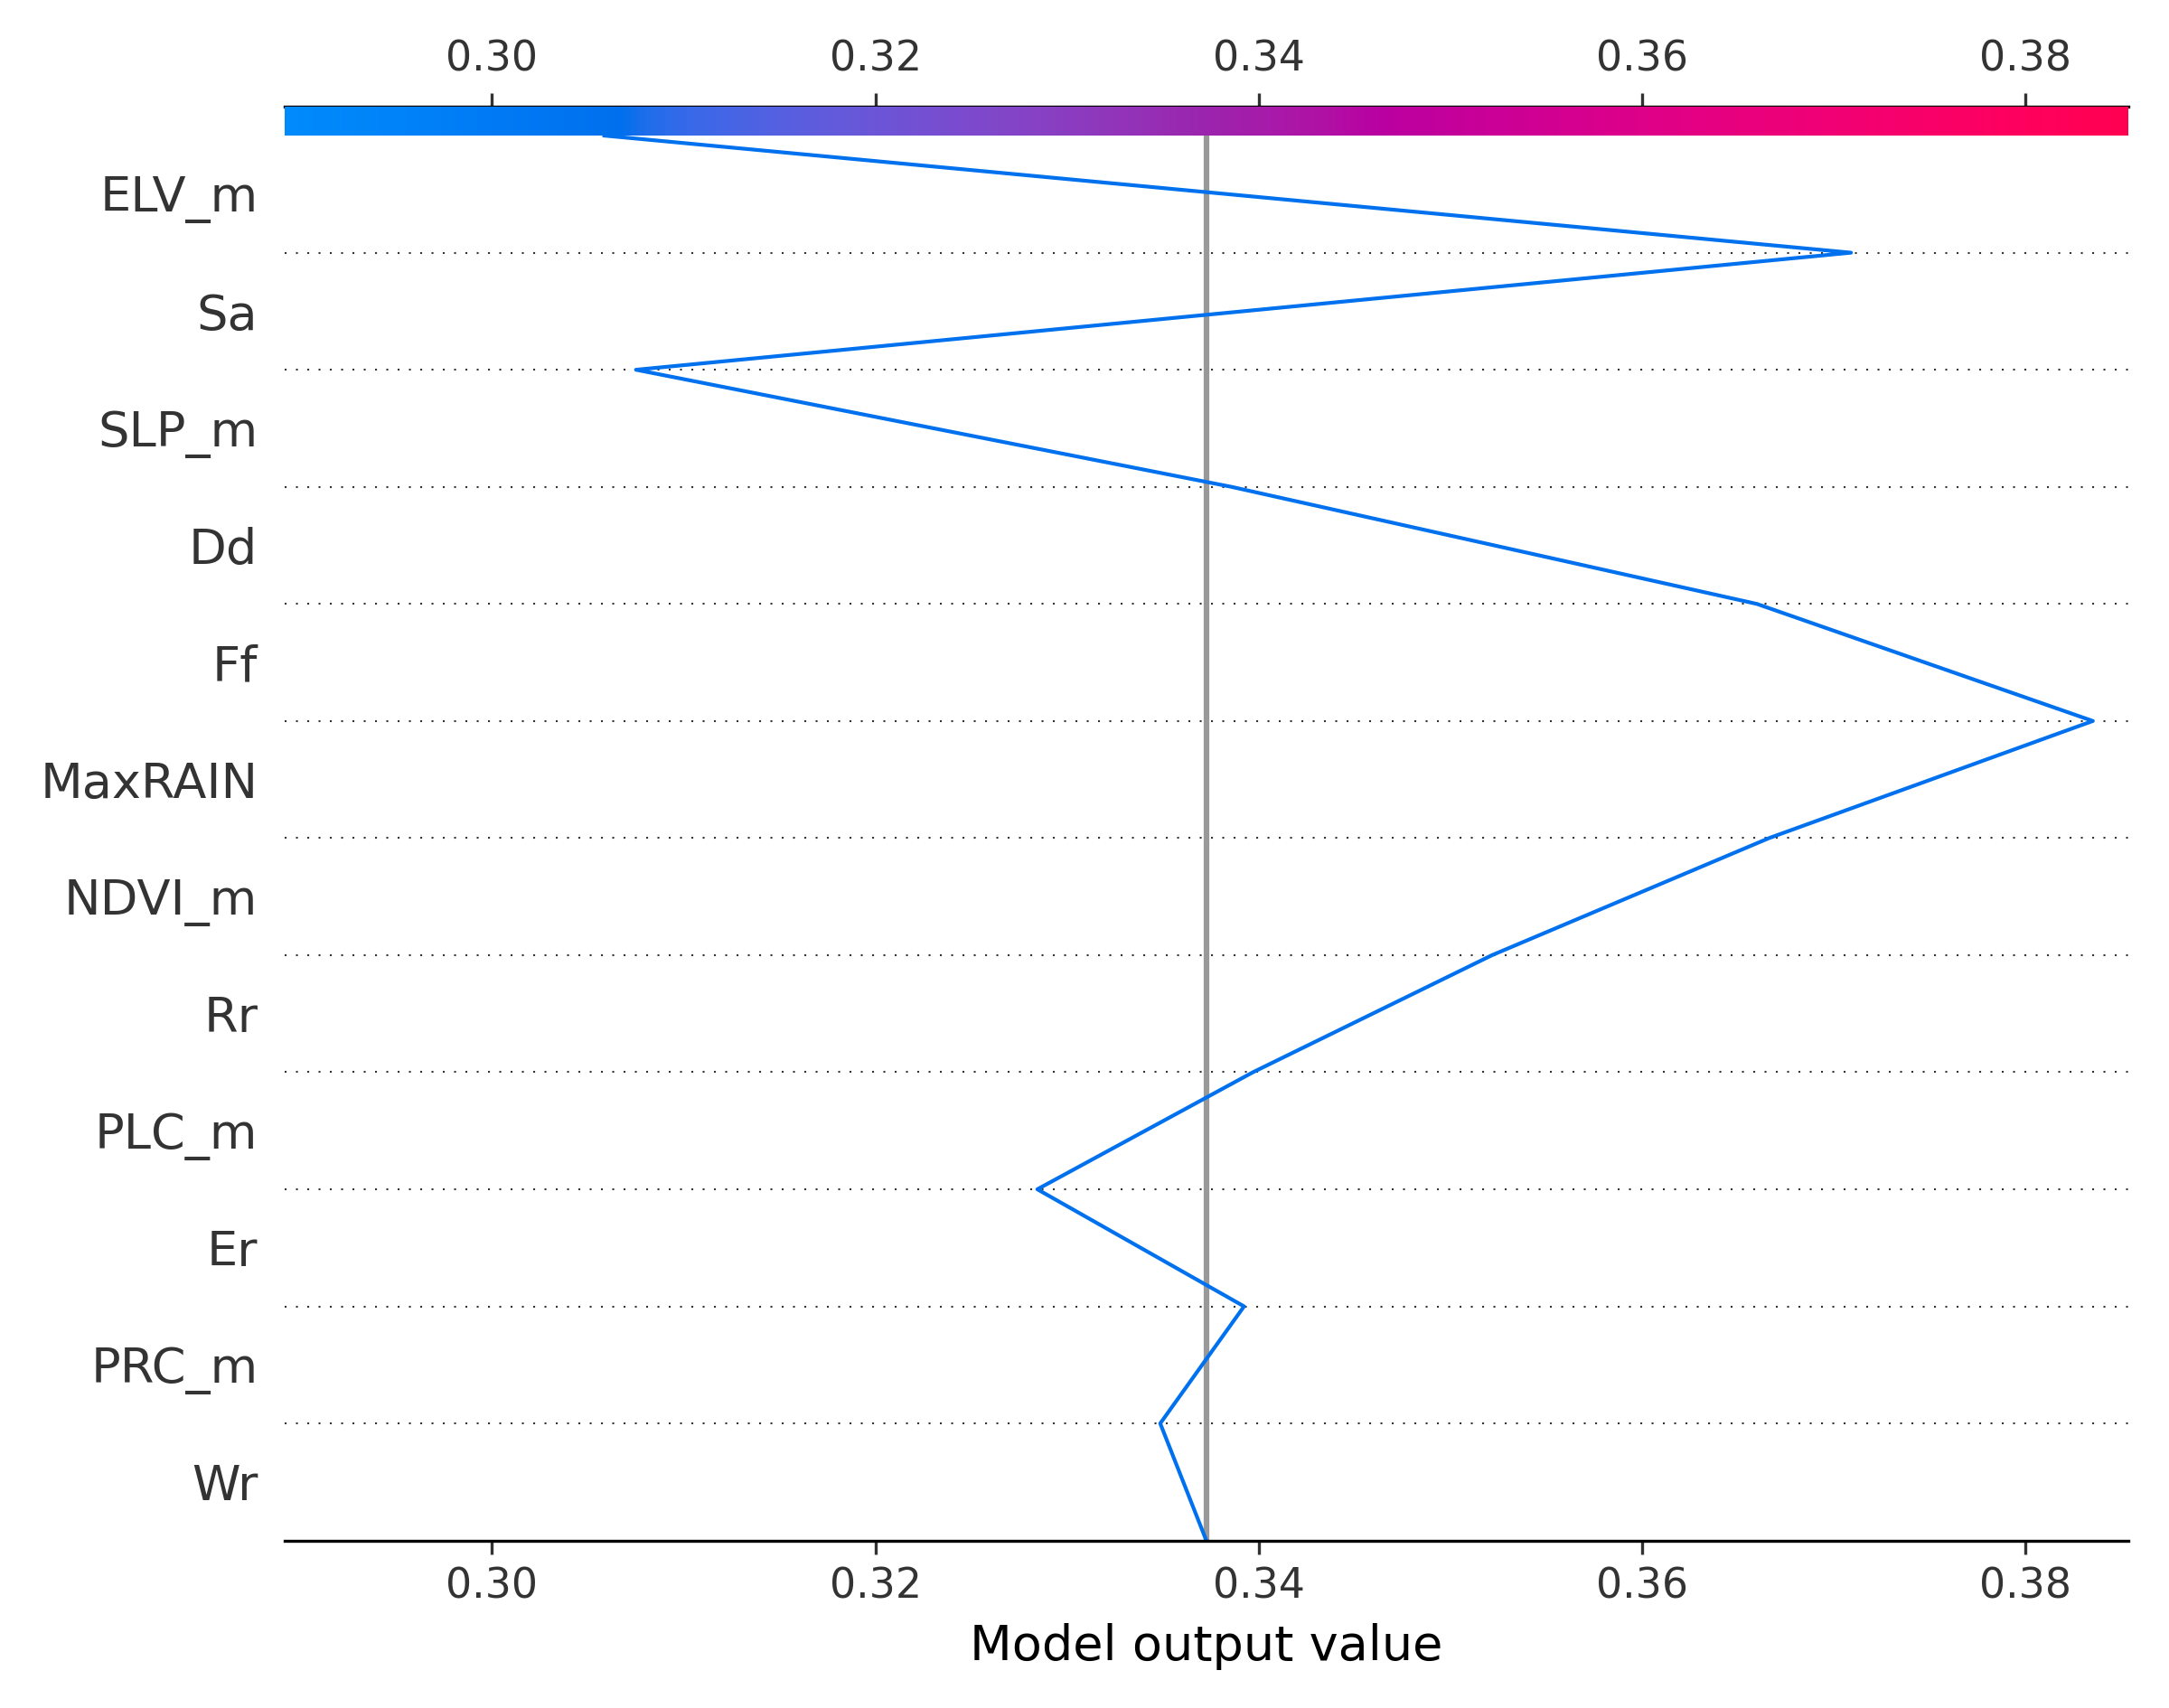 0.30 0.32 0.34 0.36 0.38
ELV_m
Sa
SLP_m
Dd
Ff
MaxRAIN
NDVI_m
Rr
PLC_m
Er
PRC_m
Wr
0.30 0.32 0.34 0.36 0.38
Model output value